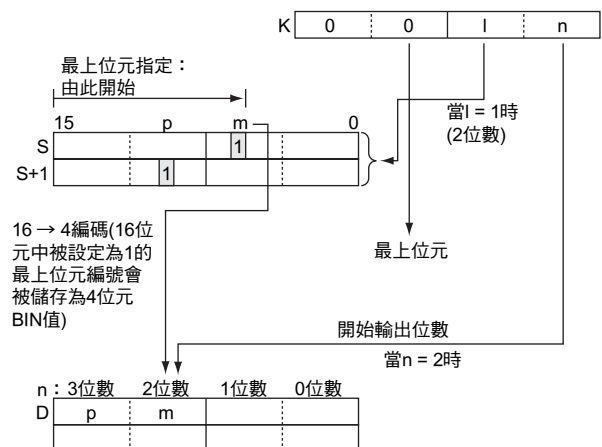 K 0 0 l n
最上位元指定：
由此開始
15 p m 0
S 1
S+1 1
當l = 1時
(2位數)
16 → 4編碼(16位
元中被設定為1的
最上位元編號會
被儲存為4位元
BIN值)
最上位元
開始輸出位數
當n = 2時
n：3位數 2位數 1位數 0位數
D p m